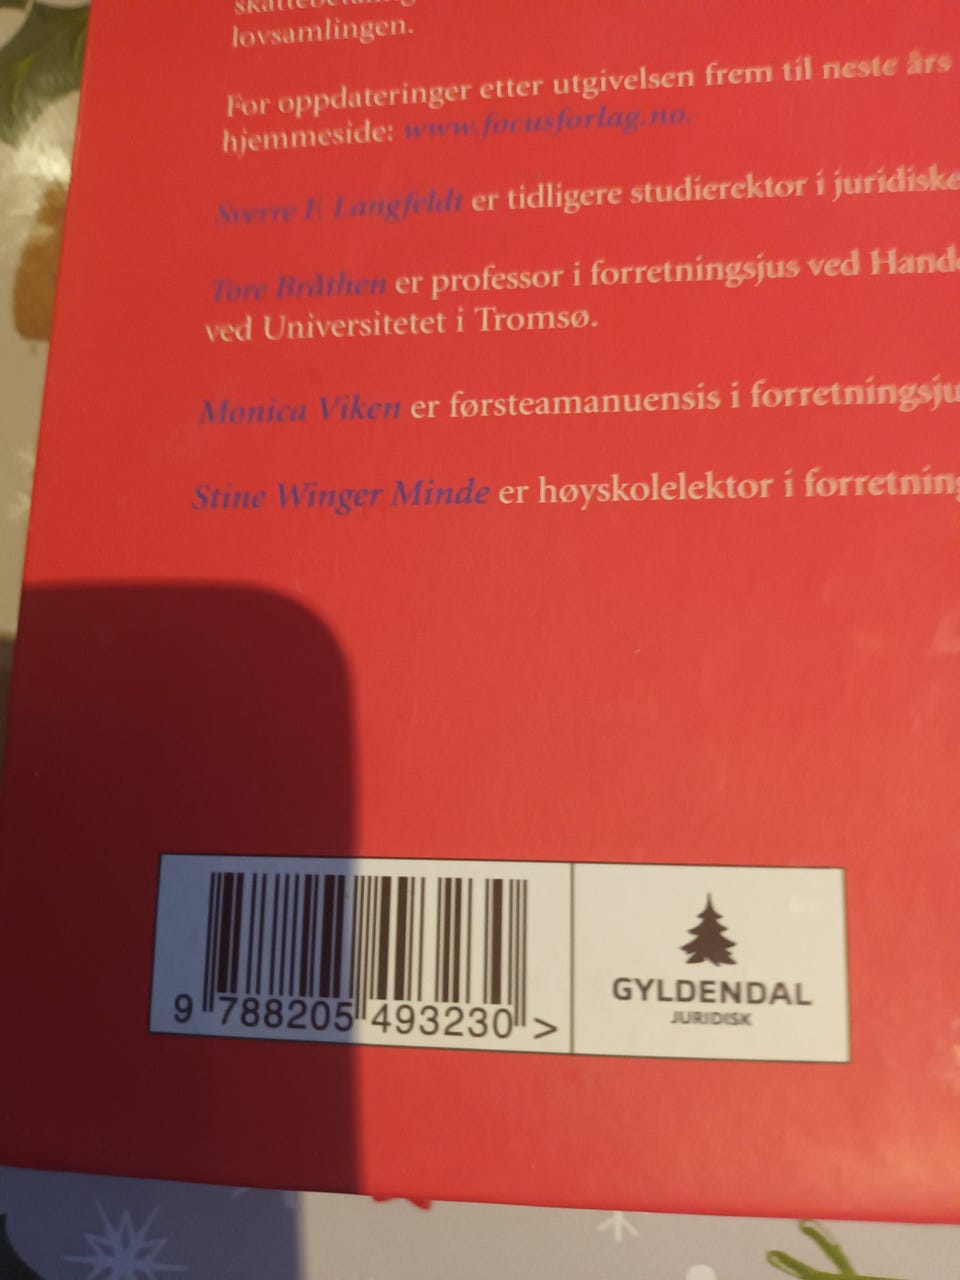 lovsamlingen.
For oppdateringer etter utgivelsen frem til neste års
hjemmeside: www.focusforlag.no.
Sverre F. Langfeldt er tidligere studierektor i juridiske
Tore Bråthen er professor i forretningsjus ved Hand
ved Universitetet i Tromsø.
Monica Viken er førsteamanuensis i forretningsju
Stine Winger Minde er høyskolelektor i forretning
9 788205 493230 >
GYLDENDAL
JURIDISK